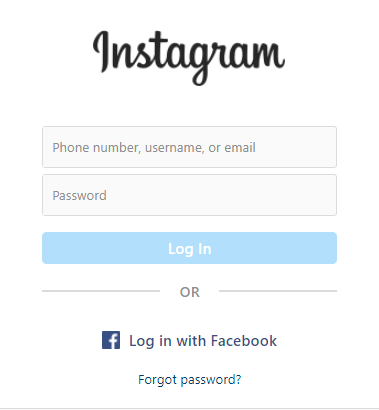 Instagram
Phone number, username, or email
Password
Log In
OR
Log in with Facebook
Forgot password?